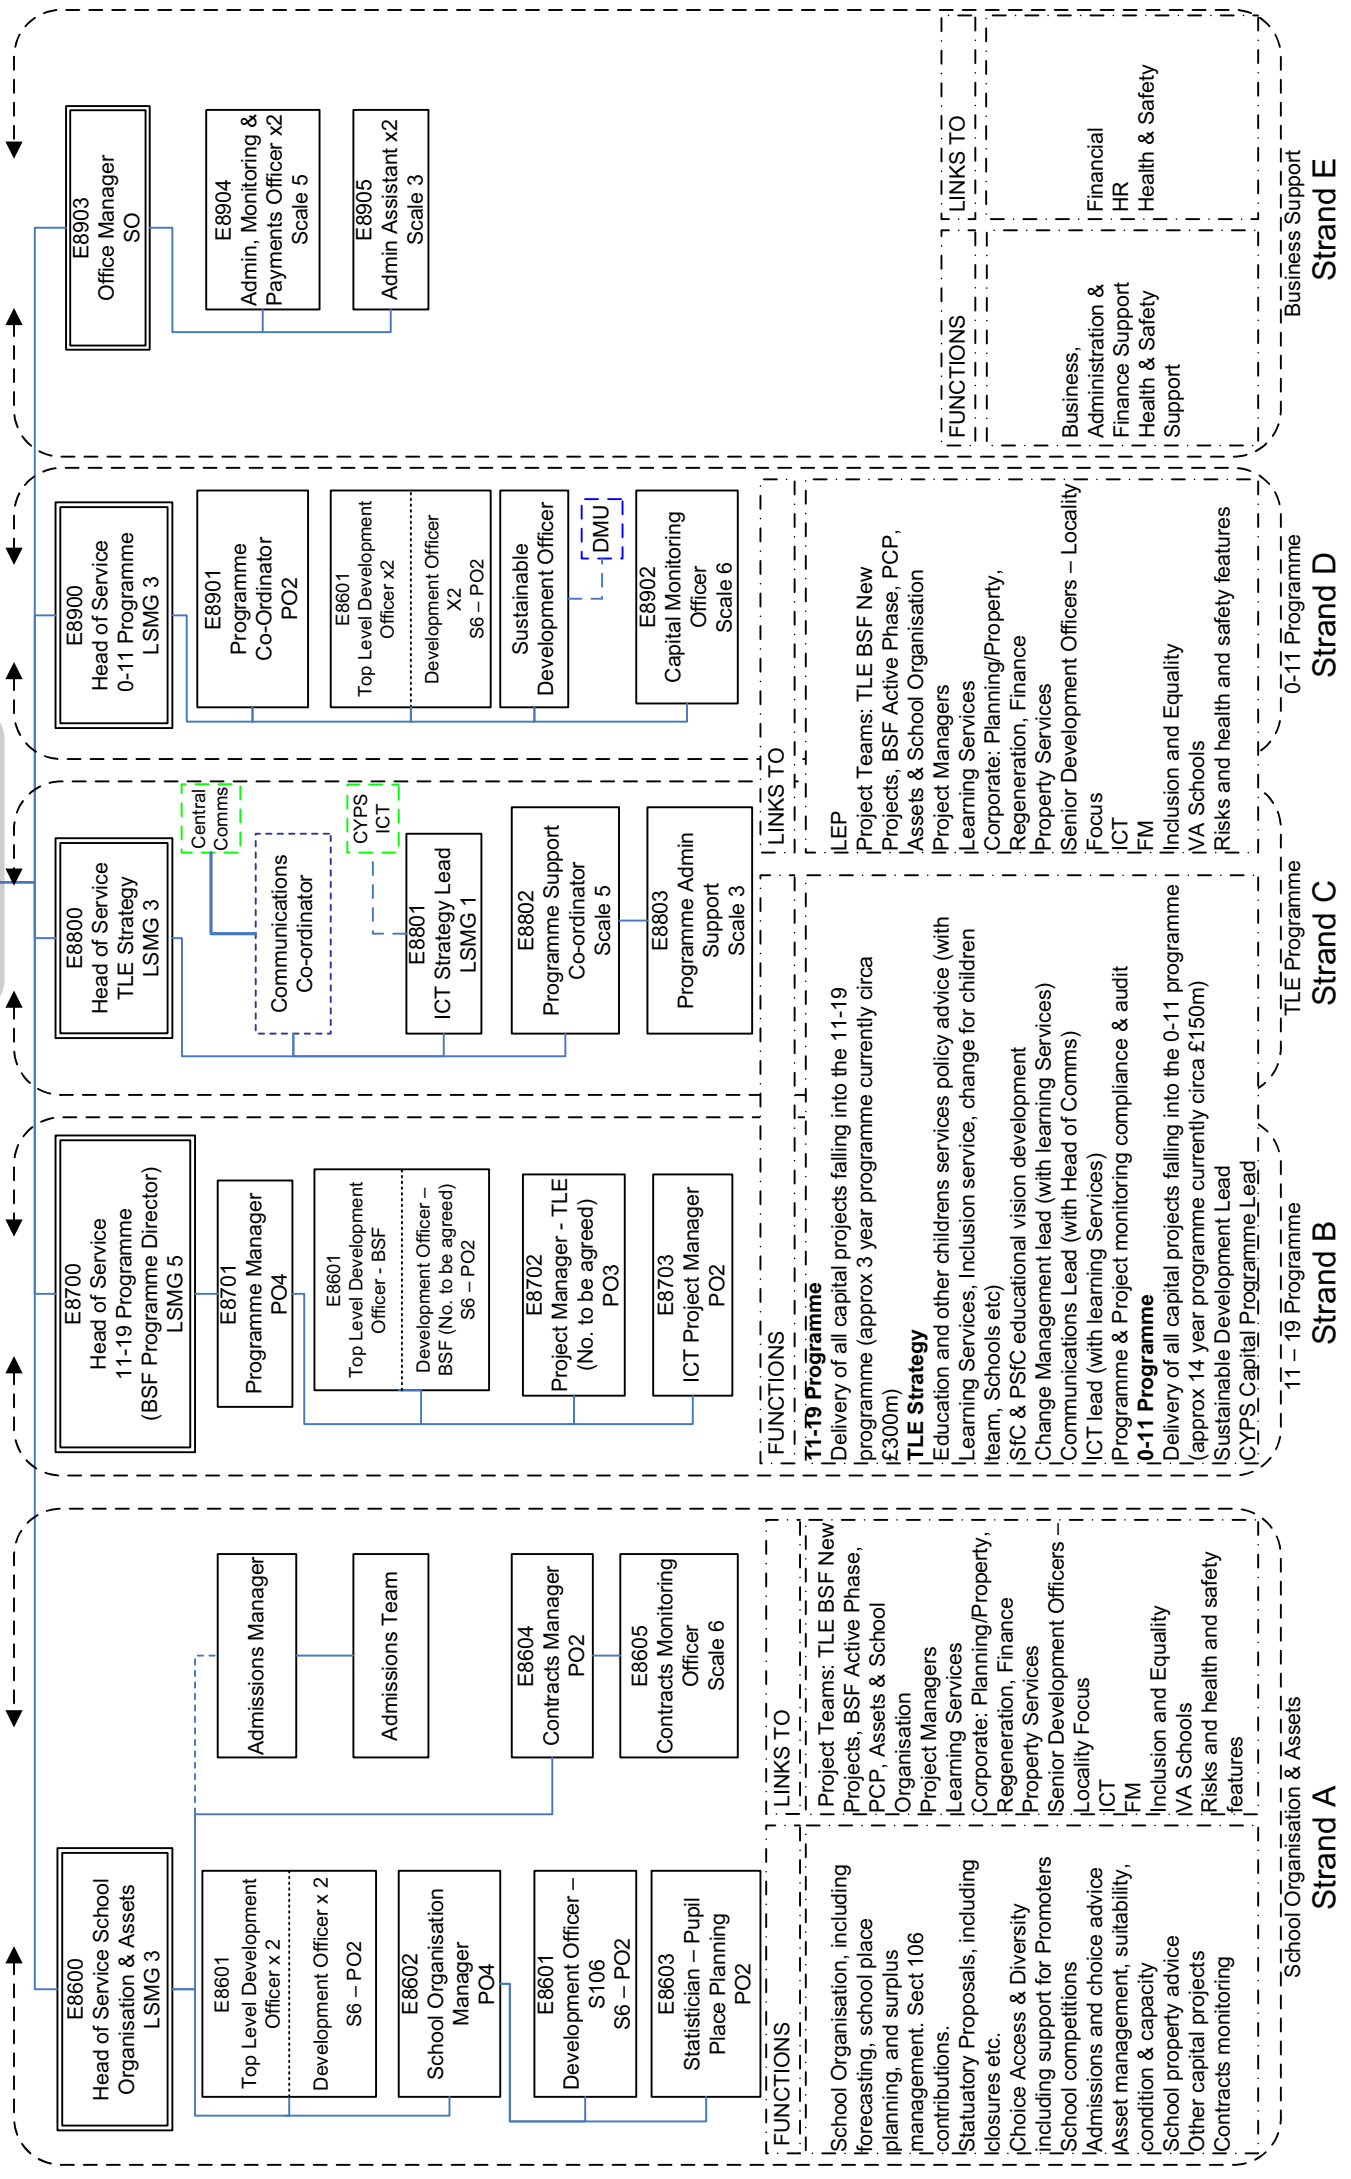 E8600
Head of Service School
Organisation & Assets
LSMG 3
E8601
Top Level Development
Officer x 2
Development Officer x 2
S6 – PO2
E8602
School Organisation
Manager
PO4
E8601
Development Officer –
S106
S6 – PO2
E8603
Statistician – Pupil
Place Planning
PO2
Admissions Manager
Admissions Team
E8604
Contracts Manager
PO2
E8605
Contracts Monitoring
Officer
Scale 6
FUNCTIONS
School Organisation, including
forecasting, school place
planning, and surplus
management. Sect 106
contributions.
Statuatory Proposals, including
closures etc.
Choice Access & Diversity
including support for Promoters
School competitions
Admissions and choice advice
Asset management, suitability,
condition & capacity
School property advice
Other capital projects
Contracts monitoring
LINKS TO
Project Teams: TLE BSF New
Projects, BSF Active Phase,
PCP, Assets & School
Organisation
Project Managers
Learning Services
Corporate: Planning/Property,
Regeneration, Finance
Property Services
Senior Development Officers –
Locality Focus
ICT
FM
Inclusion and Equality
VA Schools
Risks and health and safety
features
School Organisation & Assets
Strand A
E8700
Head of Service
11-19 Programme
(BSF Programme Director)
LSMG 5
E8701
Programme Manager
PO4
E8601
Top Level Development
Officer - BSF
Development Officer –
BSF (No. to be agreed)
S6 – PO2
E8702
Project Manager - TLE
(No. to be agreed)
PO3
E8703
ICT Project Manager
PO2
FUNCTIONS
11-19 Programme
Delivery of all capital projects falling into the 11-19
programme (approx 3 year programme currently circa
£300m)
TLE Strategy
Education and other childrens services policy advice (with
Learning Services, Inclusion service, change for children
team, Schools etc)
SfC & PSfC educational vision development
Change Management lead (with learning Services)
Communications Lead (with Head of Comms)
ICT lead (with learning Services)
Programme & Project monitoring compliance & audit
0-11 Programme
Delivery of all capital projects falling into the 0-11 programme
(approx 14 year programme currently circa £150m)
Sustainable Development Lead
CYPS Capital Programme Lead
11 – 19 Programme
Strand B
E8800
Head of Service
TLE Strategy
LSMG 3
Central
Comms
Communications
Co-ordinator
CYPS
ICT
E8801
ICT Strategy Lead
LSMG 1
E8802
Programme Support
Co-ordinator
Scale 5
E8803
Programme Admin
Support
Scale 3
TLE Programme
Strand C
E8900
Head of Service
0-11 Programme
LSMG 3
E8901
Programme
Co-Ordinator
PO2
E8601
Top Level Development
Officer x2
Development Officer
X2
S6 – PO2
Sustainable
Development Officer
DMU
E8902
Capital Monitoring
Officer
Scale 6
LINKS TO
LEP
Project Teams: TLE BSF New
Projects, BSF Active Phase, PCP,
Assets & School Organisation
Project Managers
Learning Services
Corporate: Planning/Property,
Regeneration, Finance
Property Services
Senior Development Officers – Locality
Focus
ICT
FM
Inclusion and Equality
VA Schools
Risks and health and safety features
0-11 Programme
Strand D
E8903
Office Manager
SO
E8904
Admin, Monitoring &
Payments Officer x2
Scale 5
E8905
Admin Assistant x2
Scale 3
FUNCTIONS
Business,
Administration &
Finance Support
Health & Safety
Support
LINKS TO
Financial
HR
Health & Safety
Business Support
Strand E